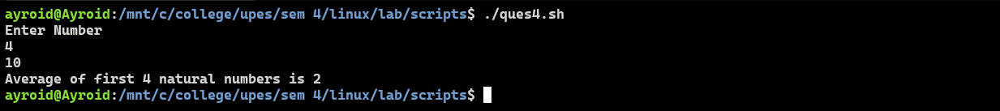 ayroid@Ayroid:/mnt/c/college/upes/sem 4/linux/lab/scripts$ ./ques4.sh
Enter Number
4
10
Average of first 4 natural numbers is 2
ayroid@Ayroid:/mnt/c/college/upes/sem 4/linux/lab/scripts$